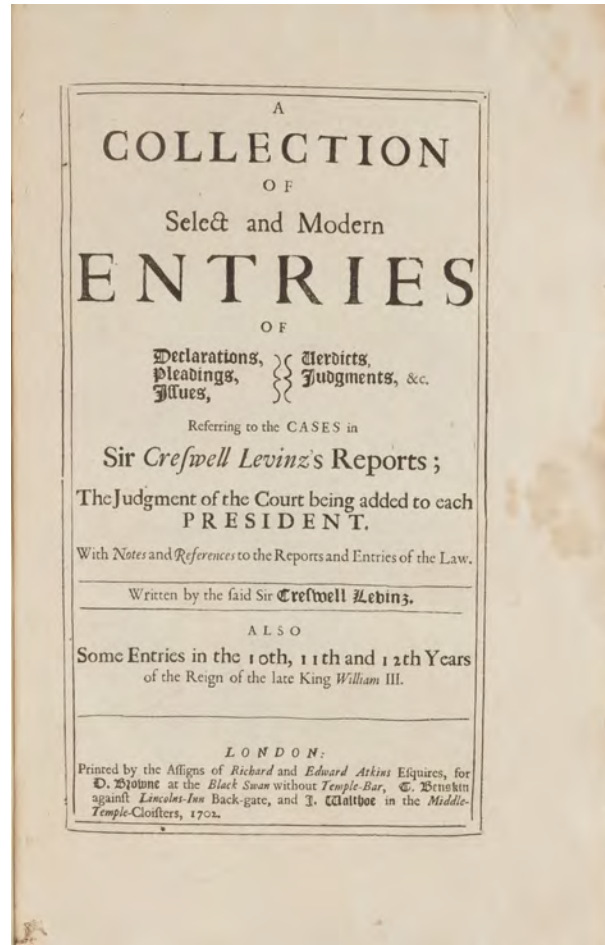 A
COLLECTION
OF
Select and Modern
ENTRIES
OF
Declarations, Verdicts,
Pleadings, Judgments, &c.
Iſſues,
Referring to the CASES in
Sir Creſwell Levinz's Reports;
The Judgment of the Court being added to each
PRESIDENT.
With Notes and References to the Reports and Entries of the Law.
Written by the ſaid Sir Creſwell Levinz.
ALSO
Some Entries in the 10th, 11th and 12th Years
of the Reign of the late King William III.
LONDON:
Printed by the Aſſigns of Richard and Edward Atkins Eſquires, for
D. Browne at the Black Swan without Temple-Bar, T. Benskin
againſt Lincolns-Inn Back-gate, and J. Walthoe in the Middle-
Temple-Cloiſters, 1702.